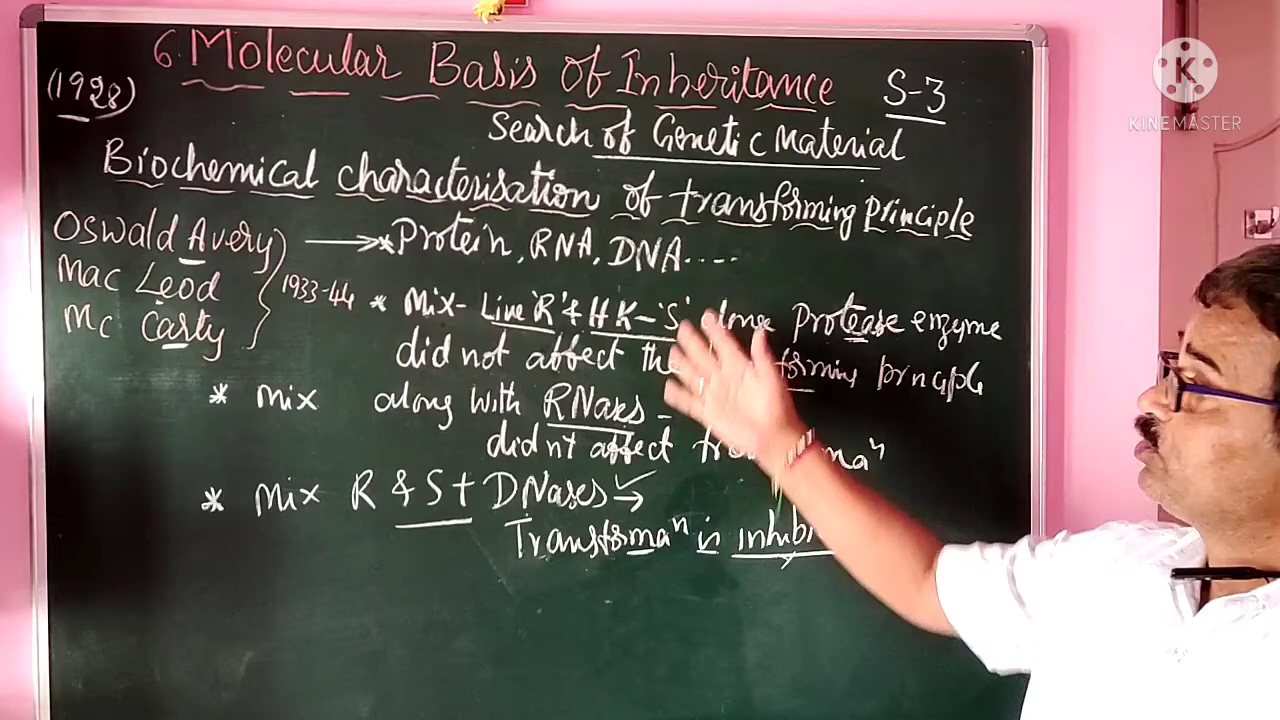 6. Molecular Basis of Inheritance S-3
(1928)
Search of Genetic Material
Biochemical characterisation of transforming Principle
Oswald Avery
Mac Leod
Mc Carty
1933-44
* Protein, RNA, DNA....
* Mix - Live 'R' & HK - 'S' protease enzyme
did not affect the principle
* mix along with RNases -
didn't affect
* mix R & S + DNases
Transformaⁿ is
K
KINEMASTER